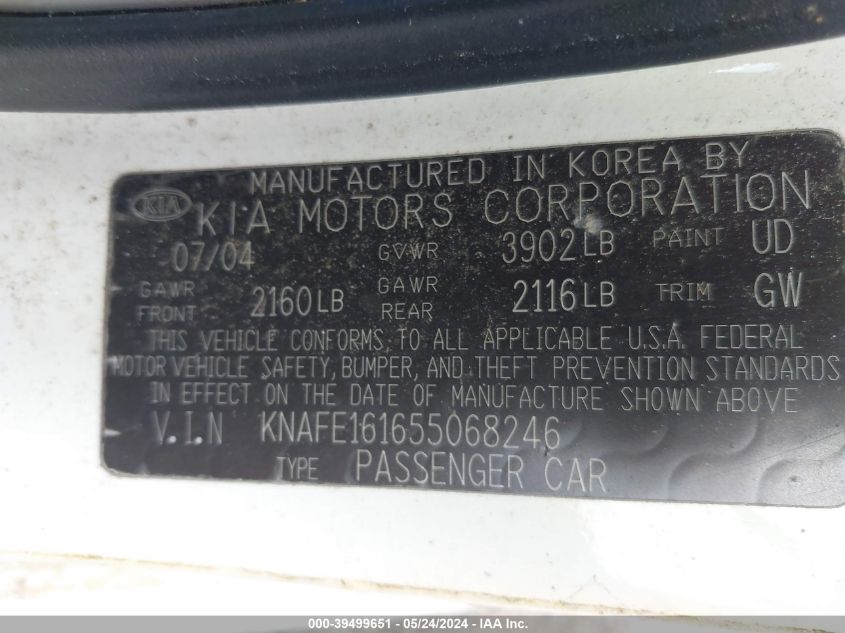 MANUFACTURED IN KOREA BY
KIA KIA MOTORS CORPORATION
07/04 GVWR 3902LB PAINT UD
GAWR FRONT 2160LB GAWR REAR 2116LB TRIM GW
THIS VEHICLE CONFORMS TO ALL APPLICABLE U.S.A. FEDERAL
MOTOR VEHICLE SAFETY, BUMPER, AND THEFT PREVENTION STANDARDS
IN EFFECT ON THE DATE OF MANUFACTURE SHOWN ABOVE
V.I.N KNAFE161655068246
TYPE PASSENGER CAR
000-39499651 - 05/24/2024 - IAA Inc.